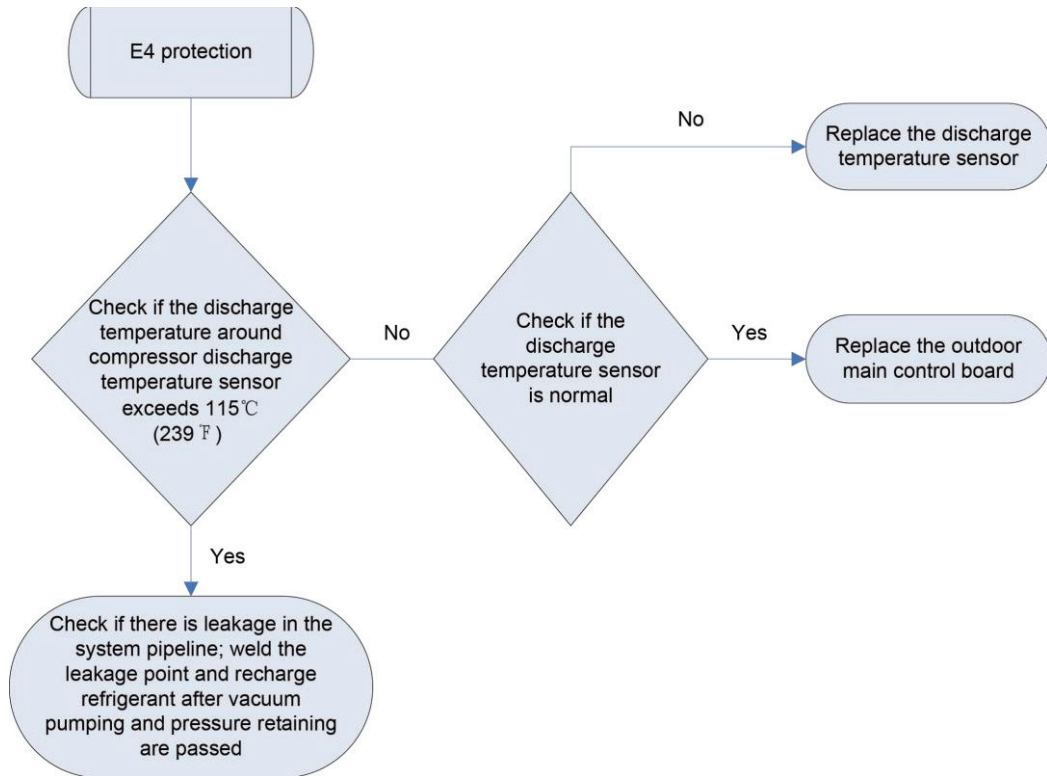 E4 protection
No
Replace the discharge
temperature sensor
Check if the discharge
temperature around
compressor discharge
temperature sensor
exceeds 115℃
(239℉)
No
Check if the
discharge
temperature sensor
is normal
Yes
Replace the outdoor
main control board
Yes
Check if there is leakage in the
system pipeline; weld the
leakage point and recharge
refrigerant after vacuum
pumping and pressure retaining
are passed